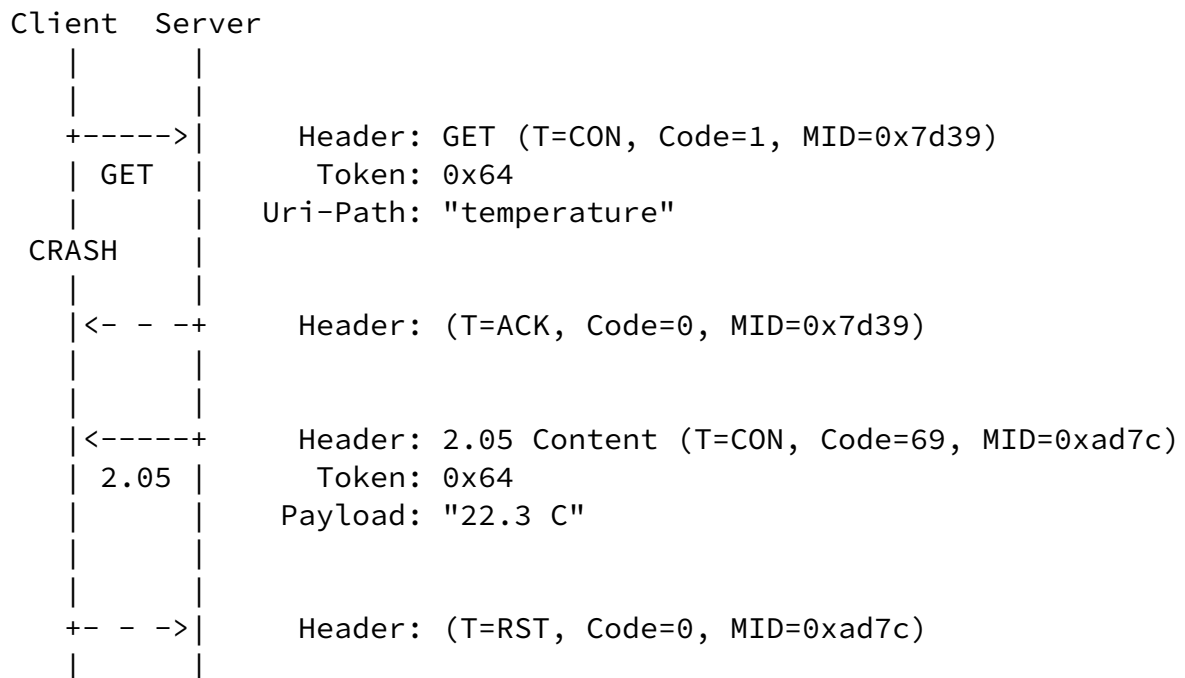 Client  Server
   |      |
   |      |
   +----->|     Header: GET (T=CON, Code=1, MID=0x7d39)
   | GET  |      Token: 0x64
   |      |   Uri-Path: "temperature"
 CRASH    |
   |      |
   |<- - -+     Header: (T=ACK, Code=0, MID=0x7d39)
   |      |
   |      |
   |<-----+     Header: 2.05 Content (T=CON, Code=69, MID=0xad7c)
   | 2.05 |      Token: 0x64
   |      |    Payload: "22.3 C"
   |      |
   |      |
   +- - ->|     Header: (T=RST, Code=0, MID=0xad7c)
   |      |